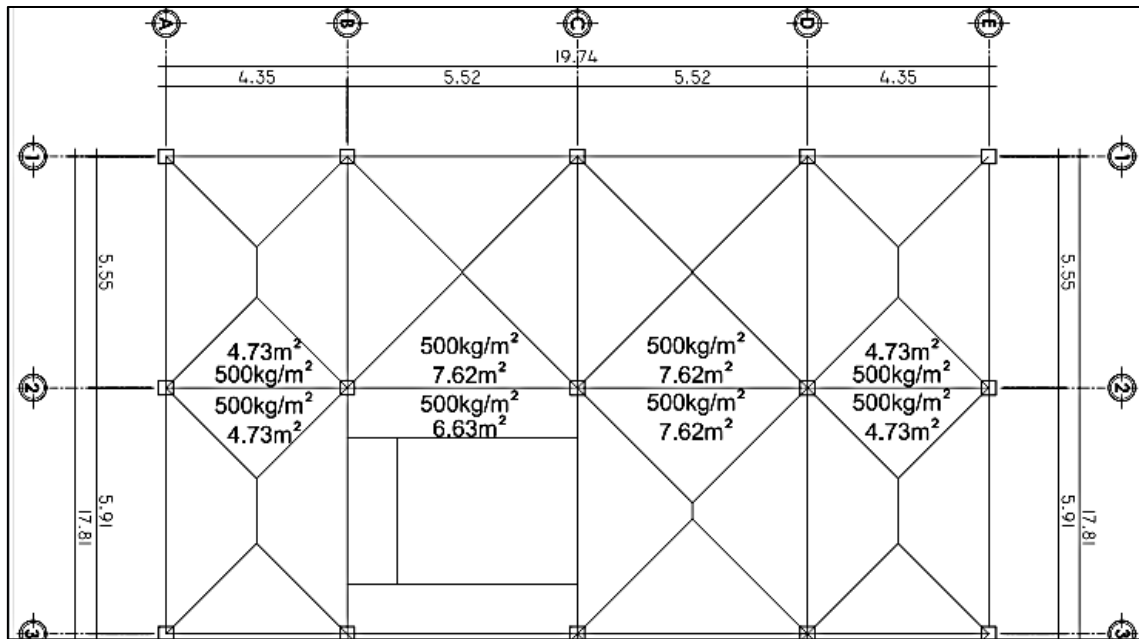 A B C D E
19.74
4.35 5.52 5.52 4.35
1 1
5.55 5.55
4.73m² 500kg/m² 500kg/m² 4.73m²
500kg/m² 7.62m² 7.62m² 500kg/m²
2 2
500kg/m² 500kg/m² 500kg/m² 500kg/m²
4.73m² 6.63m² 7.62m² 4.73m²
17.81 5.91 5.91 17.81
3 3